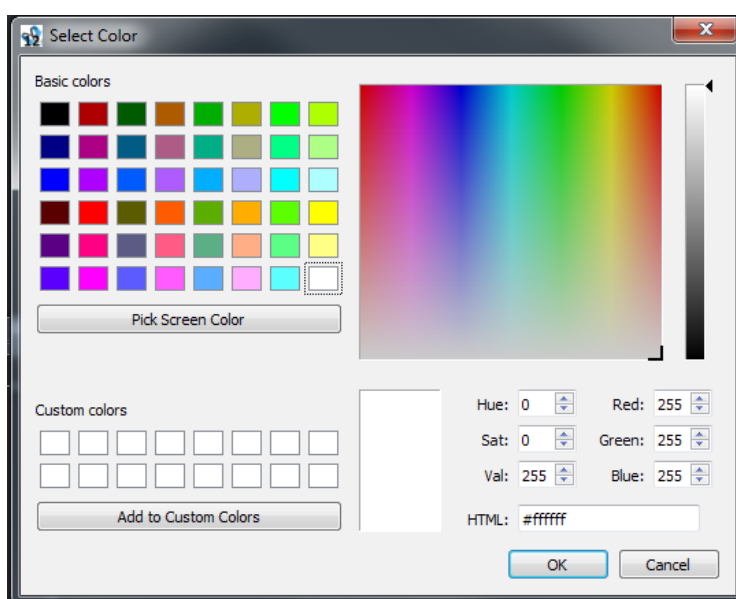 12 Select Color
Basic colors
Pick Screen Color
Custom colors
Add to Custom Colors
Hue: 0 Red: 255
Sat: 0 Green: 255
Val: 255 Blue: 255
HTML: #ffffff
OK Cancel